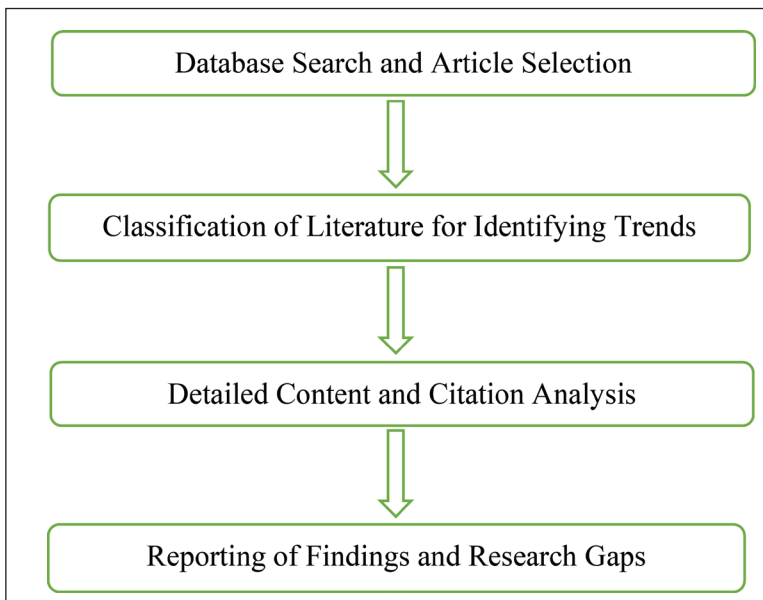 Database Search and Article Selection
Classification of Literature for Identifying Trends
Detailed Content and Citation Analysis
Reporting of Findings and Research Gaps